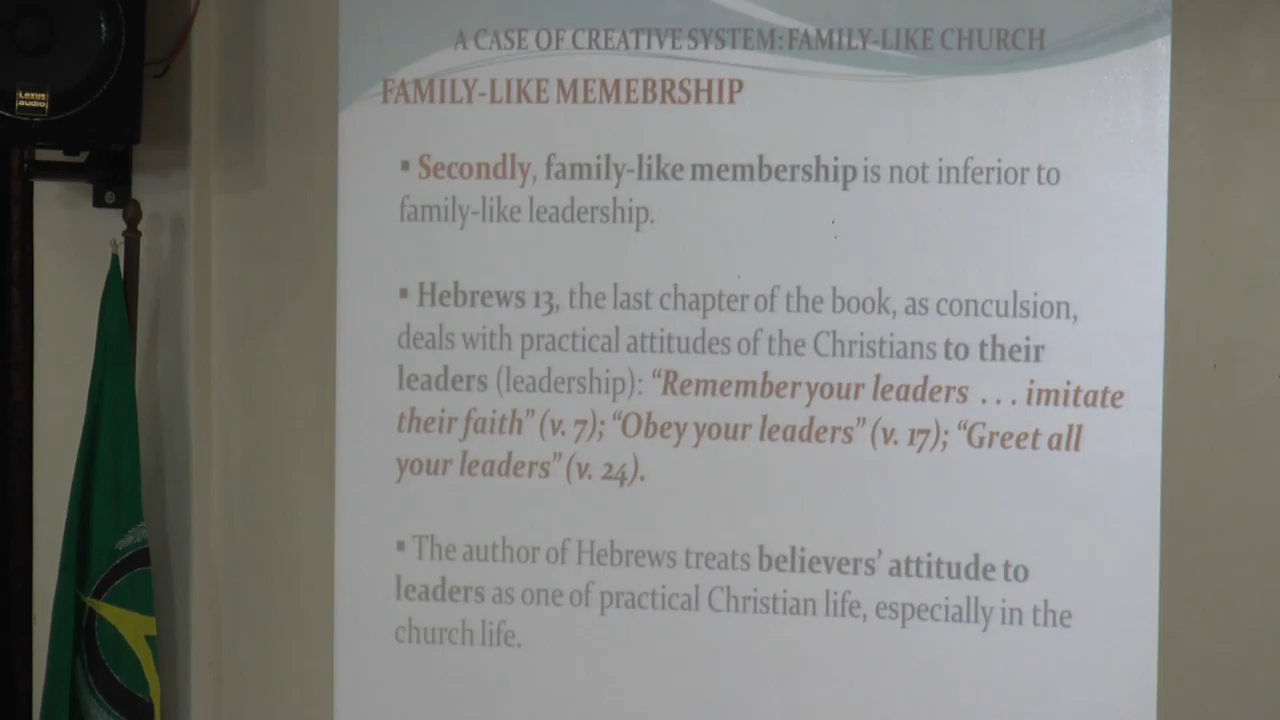 Lexus
audio
A CASE OF CREATIVE SYSTEM: FAMILY-LIKE CHURCH
FAMILY-LIKE MEMEBRSHIP
▪ Secondly, family-like membership is not inferior to
family-like leadership.
▪ Hebrews 13, the last chapter of the book, as conculsion,
deals with practical attitudes of the Christians to their
leaders (leadership): “Remember your leaders . . . imitate
their faith” (v. 7); “Obey your leaders” (v. 17); “Greet all
your leaders” (v. 24).
▪ The author of Hebrews treats believers’ attitude to
leaders as one of practical Christian life, especially in the
church life.